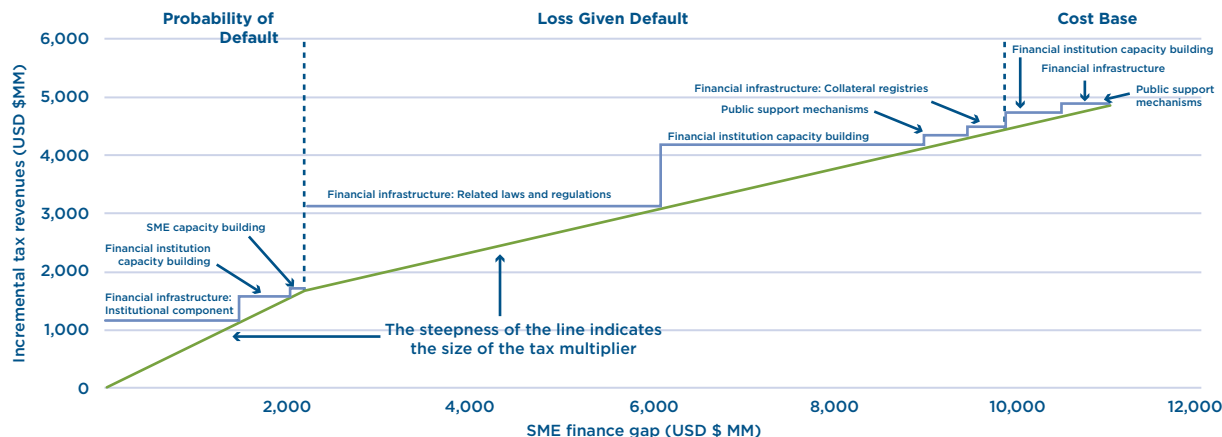 Probability of
Default
Loss Given Default
Cost Base
6,000
5,000
4,000
3,000
2,000
1,000
0
Incremental tax revenues (USD $MM)
Financial institution capacity building
Financial infrastructure
Public support
mechanisms
Financial infrastructure: Collateral registries
Public support mechanisms
Financial institution capacity building
Financial infrastructure: Related laws and regulations
SME capacity building
Financial institution
capacity building
Financial infrastructure:
Institutional component
The steepness of the line indicates
the size of the tax multiplier
2,000
4,000
6,000
8,000
10,000
12,000
SME finance gap (USD $ MM)